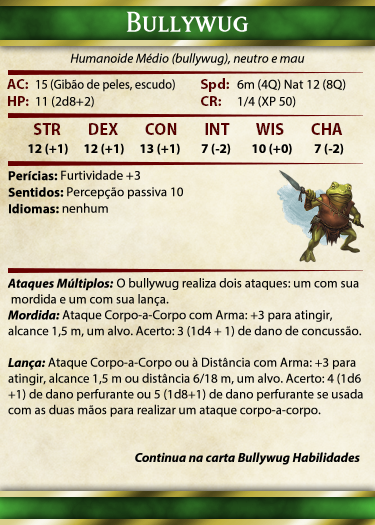 BULLYWUG
Humanoide Médio (bullywug), neutro e mau
AC: 15 (Gibão de peles, escudo) Spd: 6m (4Q) Nat 12 (8Q)
HP: 11 (2d8+2) CR: 1/4 (XP 50)
STR DEX CON INT WIS CHA
12 (+1) 12 (+1) 13 (+1) 7 (-2) 10 (+0) 7 (-2)
Perícias: Furtividade +3
Sentidos: Percepção passiva 10
Idiomas: nenhum
Ataques Múltiplos: O bullywug realiza dois ataques: um com sua
mordida e um com sua lança.
Mordida: Ataque Corpo-a-Corpo com Arma: +3 para atingir,
alcance 1,5 m, um alvo. Acerto: 3 (1d4 + 1) de dano de concussão.
Lança: Ataque Corpo-a-Corpo ou à Distância com Arma: +3 para
atingir, alcance 1,5 m ou distância 6/18 m, um alvo. Acerto: 4 (1d6
+1) de dano perfurante ou 5 (1d8+1) de dano perfurante se usada
com as duas mãos para realizar um ataque corpo-a-corpo.
Continua na carta Bullywug Habilidades